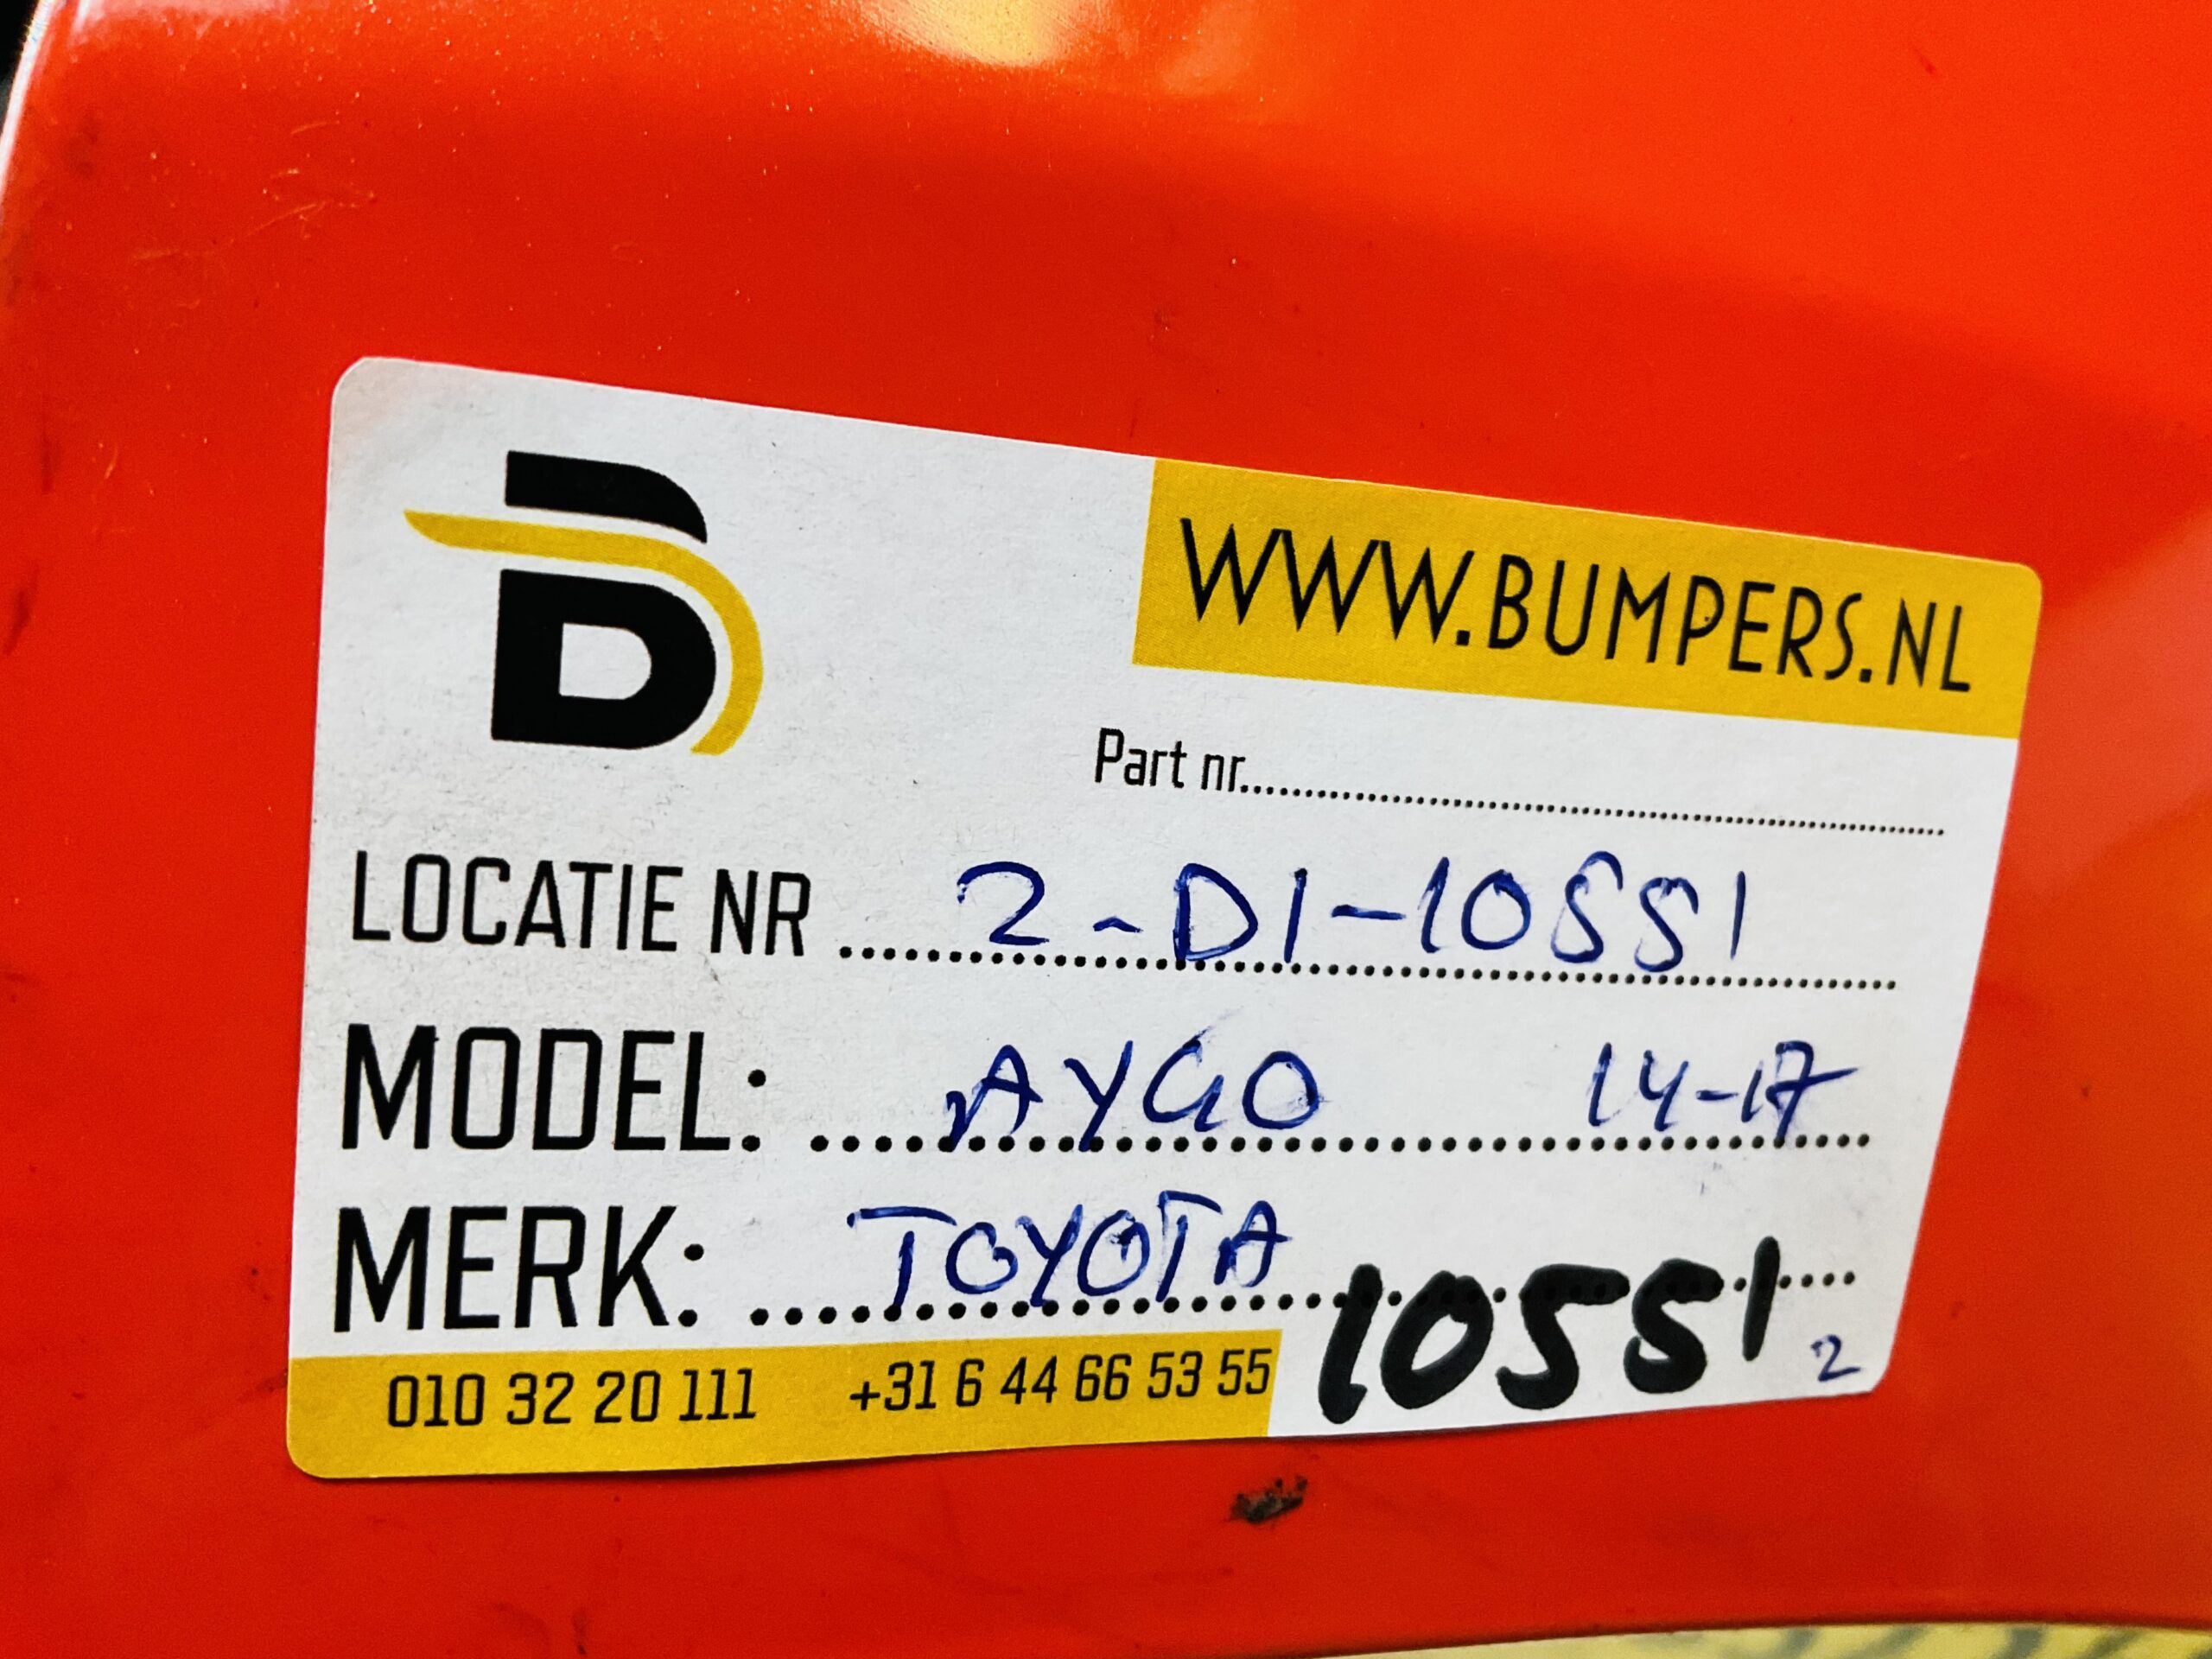 B
WWW.BUMPERS.NL
Part nr..............................
LOCATIE NR ..... 2-D1-10551
MODEL: ..... AYGO 14-17
MERK: ..... TOYOTA
010 32 20 111 +31 6 44 66 53 55 10551 2